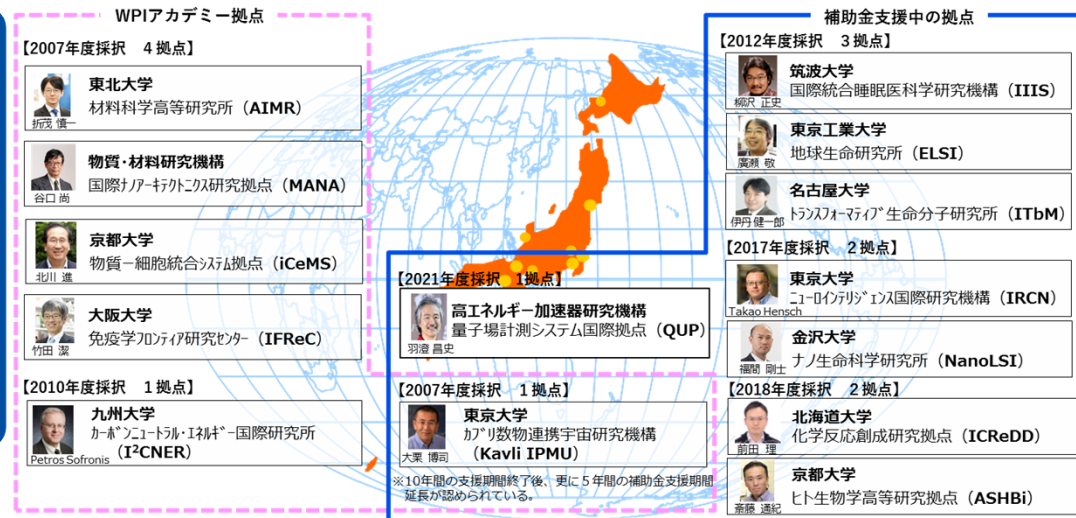 WPIアカデミー拠点
【2007年度採択 4拠点】
東北大学
材料科学高等研究所（AIMR）
折茂 慎一
物質・材料研究機構
国際ナノアーキテクトニクス研究拠点（MANA）
谷口 尚
京都大学
物質－細胞統合システム拠点（iCeMS）
北川 進
大阪大学
免疫学フロンティア研究センター（IFReC）
竹田 潔
【2010年度採択 1拠点】
九州大学
カーボンニュートラル・エネルギー国際研究所
（I²CNER）
Petros Sofronis
【2021年度採択 1拠点】
高エネルギー加速器研究機構
量子場計測システム国際拠点（QUP）
羽澄 昌史
【2007年度採択 1拠点】
東京大学
カブリ数物連携宇宙研究機構
（Kavli IPMU）
大栗 博司
※10年間の支援期間終了後、更に５年間の補助金支援期間
延長が認められている。
補助金支援中の拠点
【2012年度採択 ３拠点】
筑波大学
国際統合睡眠医科学研究機構（IIIS）
柳沢 正史
東京工業大学
地球生命研究所（ELSI）
廣瀬 敬
名古屋大学
トランスフォーマティブ生命分子研究所（ITbM）
伊丹 健一郎
【2017年度採択 ２拠点】
東京大学
ニューロインテリジェンス国際研究機構（IRCN）
Takao Hensch
金沢大学
ナノ生命科学研究所（NanoLSI）
福間 剛士
【2018年度採択 ２拠点】
北海道大学
化学反応創成研究拠点（ICReDD）
前田 理
京都大学
ヒト生物学高等研究拠点（ASHBi）
斎藤 通紀